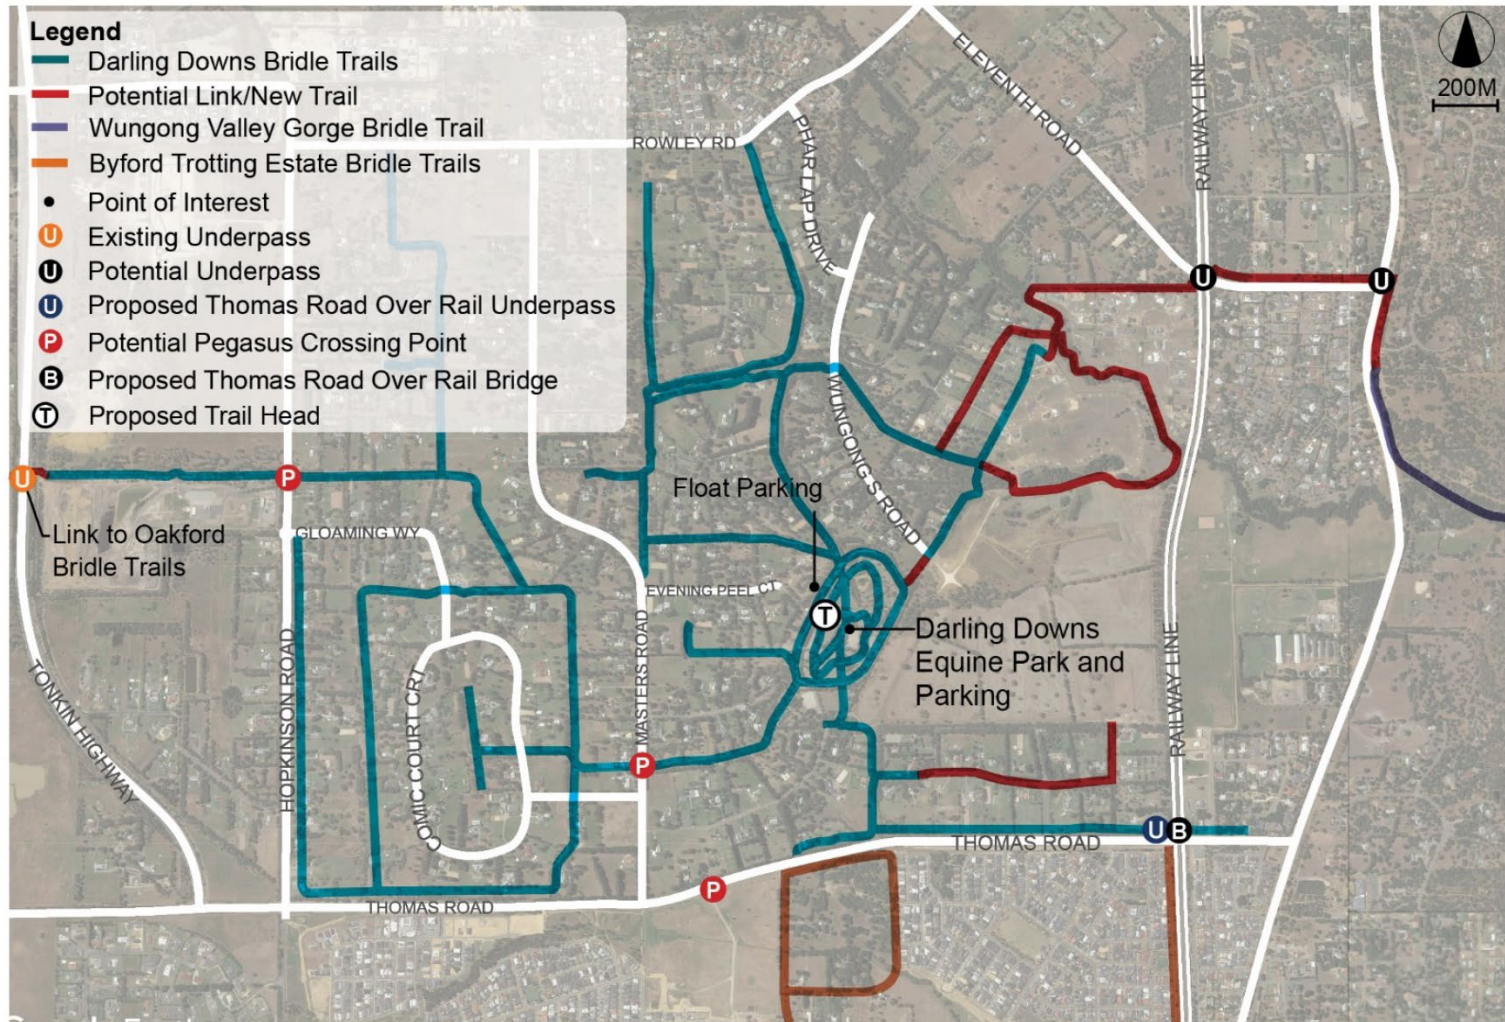 Legend
Darling Downs Bridle Trails
Potential Link/New Trail
Wungong Valley Gorge Bridle Trail
Byford Trotting Estate Bridle Trails
Point of Interest
U Existing Underpass
U Potential Underpass
U Proposed Thomas Road Over Rail Underpass
P Potential Pegasus Crossing Point
B Proposed Thomas Road Over Rail Bridge
T Proposed Trail Head
200M
ELEVENTH ROAD
RAILWAY LINE
ROWLEY RD
PHAR LAP DRIVE
U
U
WUNGONG S ROAD
U
P
Float Parking
Link to Oakford
Bridle Trails
GLOAMING WY
EVENING PEEL CT
T
Darling Downs
Equine Park and
Parking
TONKIN HIGHWAY
HOPKINSON ROAD
COMIC COURT CRT
MASTERS ROAD
RAILWAY LINE
P
U
B
THOMAS ROAD
P
THOMAS ROAD